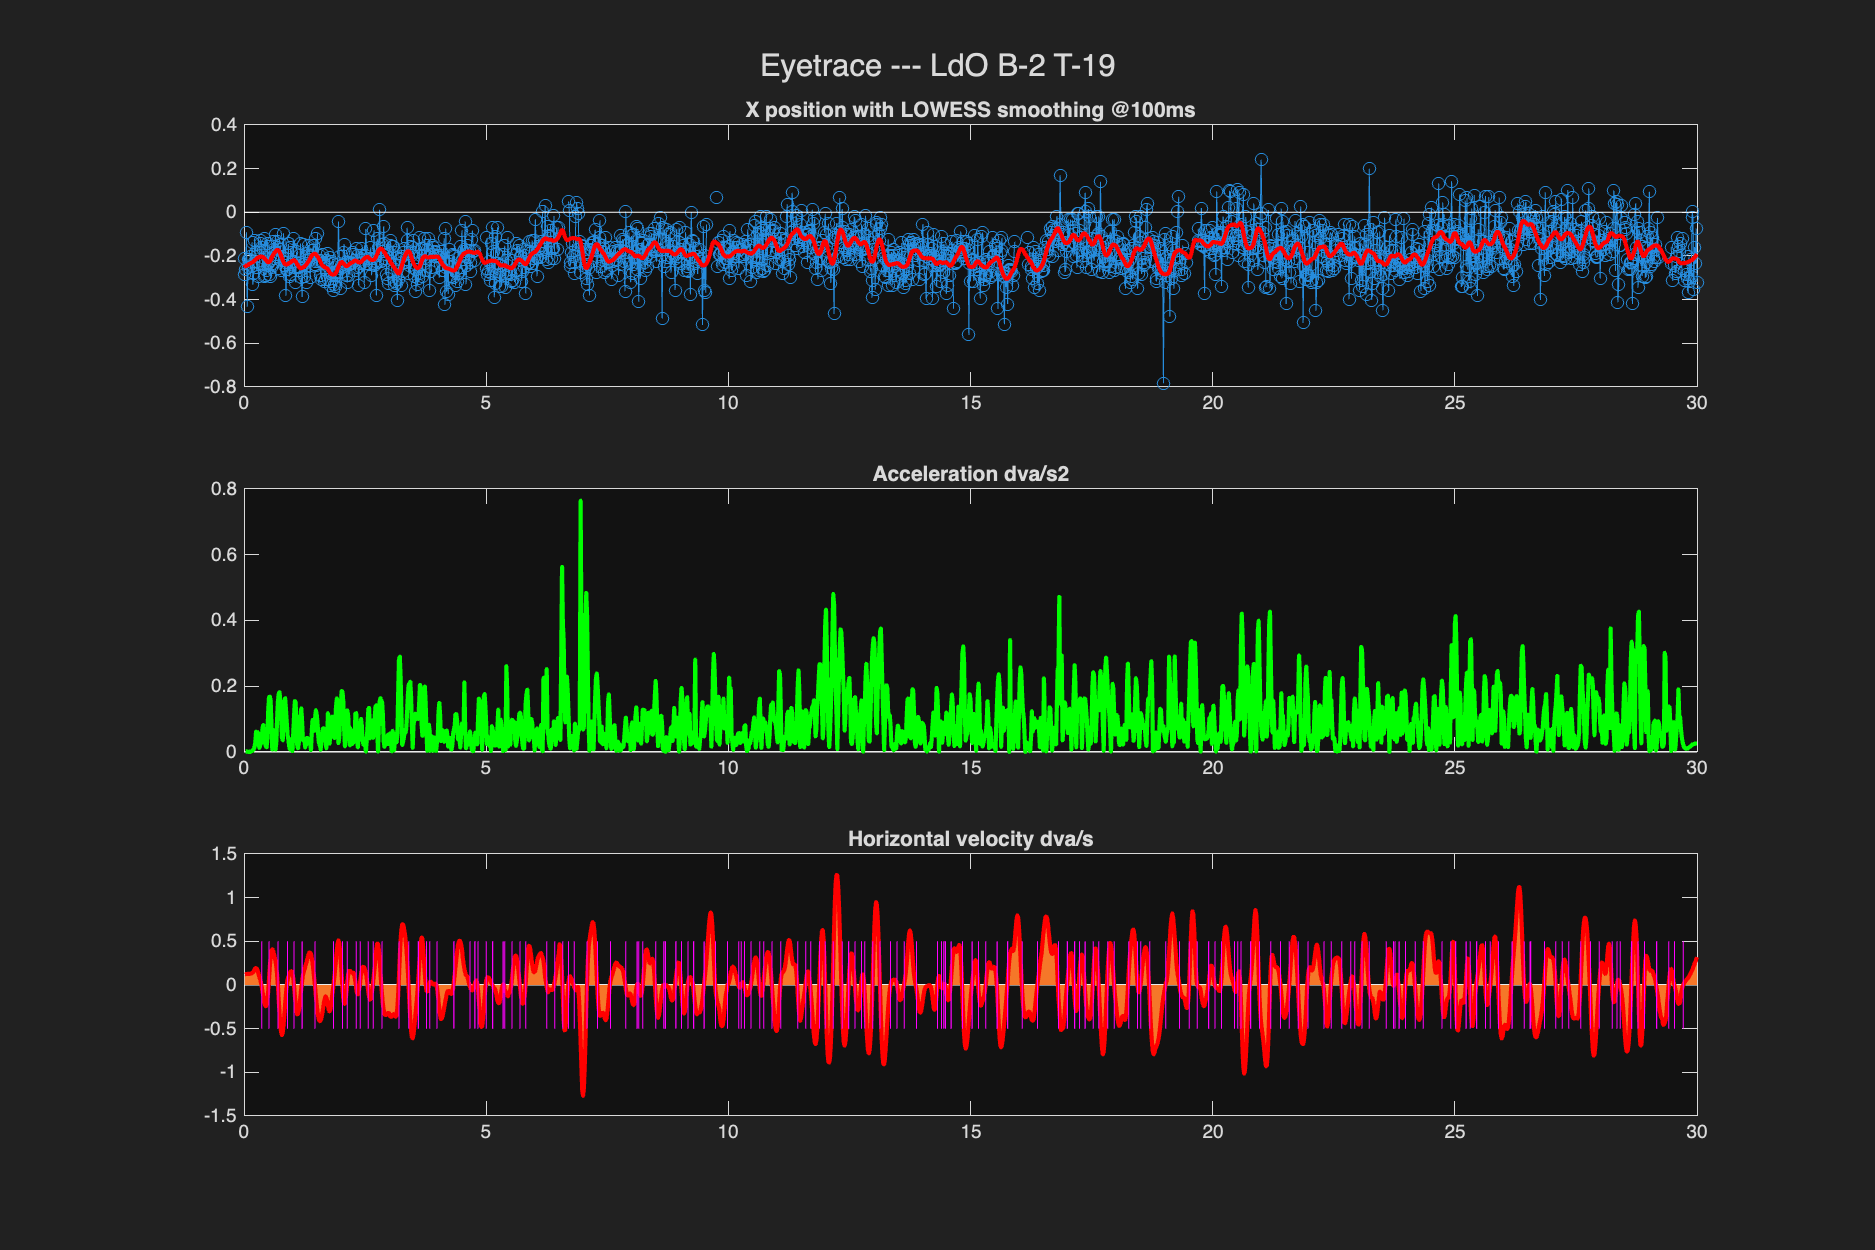 Eyetrace --- LdO B-2 T-19
X position with LOWESS smoothing @100ms
0.4
0.2
0
-0.2
-0.4
-0.6
-0.8
0 5 10 15 20 25 30
Acceleration dva/s2
0.8
0.6
0.4
0.2
0
0 5 10 15 20 25 30
Horizontal velocity dva/s
1.5
1
0.5
0
-0.5
-1
-1.5
0 5 10 15 20 25 30